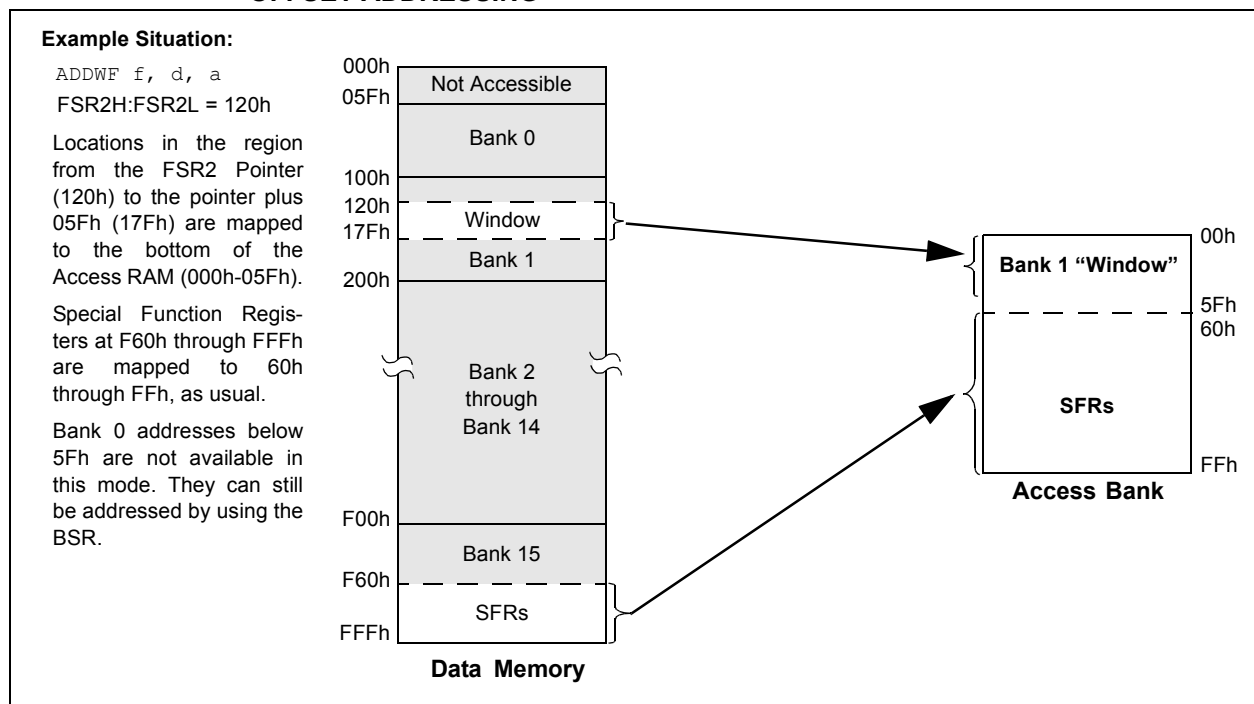 OFFSET ADDRESSING
Example Situation:
ADDWF f, d, a
FSR2H:FSR2L = 120h
Locations in the region
from the FSR2 Pointer
(120h) to the pointer plus
05Fh (17Fh) are mapped
to the bottom of the
Access RAM (000h-05Fh).
Special Function Regis-
ters at F60h through FFFh
are mapped to 60h
through FFh, as usual.
Bank 0 addresses below
5Fh are not available in
this mode. They can still
be addressed by using the
BSR.
000h
Not Accessible
05Fh
Bank 0
100h
120h
Window
17Fh
Bank 1
200h
Bank 2
through
Bank 14
F00h
Bank 15
F60h
SFRs
FFFh
Data Memory
00h
Bank 1 “Window”
5Fh
60h
SFRs
FFh
Access Bank